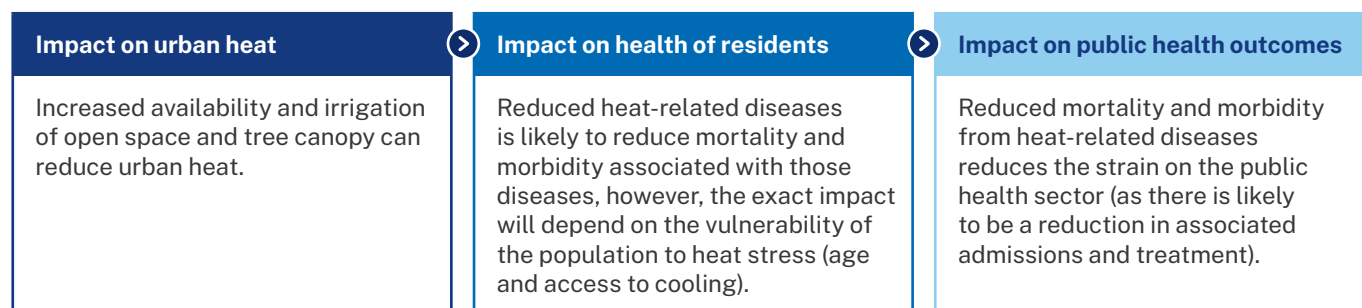 Impact on urban heat
Increased availability and irrigation
of open space and tree canopy can
reduce urban heat.
Impact on health of residents
Reduced heat-related diseases
is likely to reduce mortality and
morbidity associated with those
diseases, however, the exact impact
will depend on the vulnerability of
the population to heat stress (age
and access to cooling).
Impact on public health outcomes
Reduced mortality and morbidity
from heat-related diseases
reduces the strain on the public
health sector (as there is likely
to be a reduction in associated
admissions and treatment).